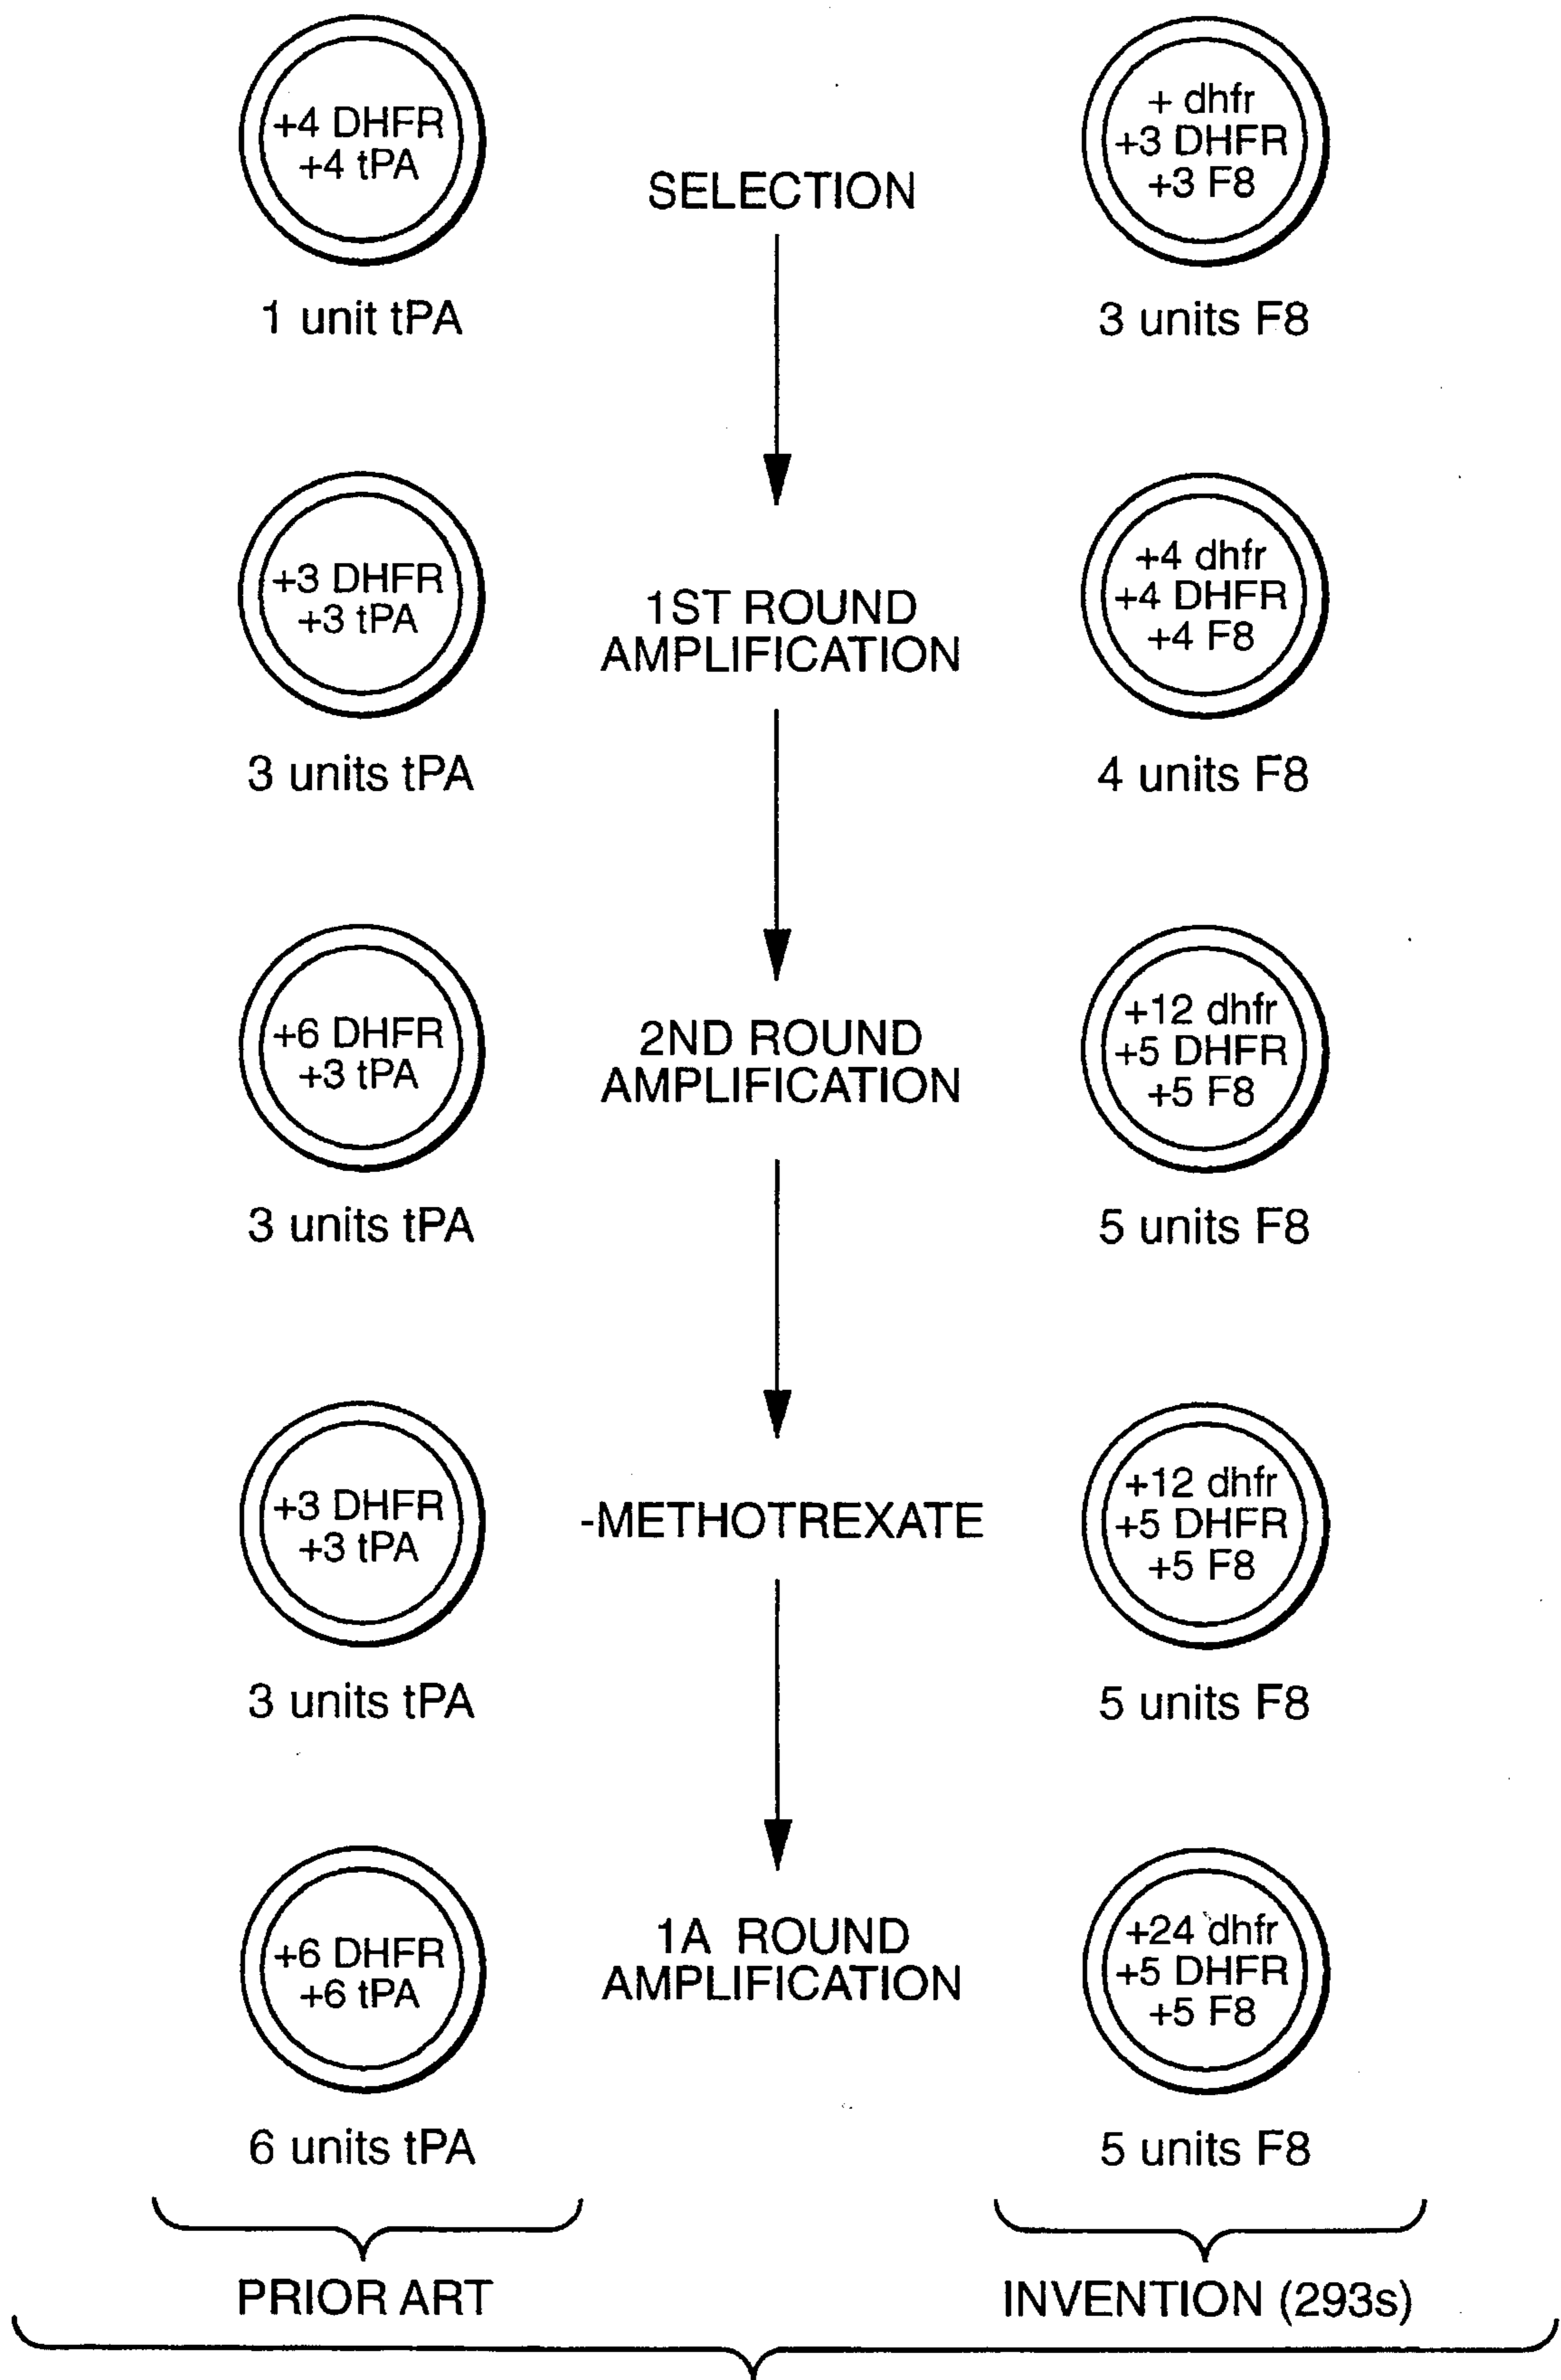 +4 DHFR
+4 tPA
1 unit tPA
SELECTION
+ dhfr
+3 DHFR
+3 F8
3 units F8
+3 DHFR
+3 tPA
3 units tPA
1ST ROUND
AMPLIFICATION
+4 dhfr
+4 DHFR
+4 F8
4 units F8
+6 DHFR
+3 tPA
3 units tPA
2ND ROUND
AMPLIFICATION
+12 dhfr
+5 DHFR
+5 F8
5 units F8
+3 DHFR
+3 tPA
3 units tPA
-METHOTREXATE
+12 dhfr
+5 DHFR
+5 F8
5 units F8
+6 DHFR
+6 tPA
6 units tPA
1A ROUND
AMPLIFICATION
+24 dhfr
+5 DHFR
+5 F8
5 units F8
PRIOR ART
INVENTION (293s)